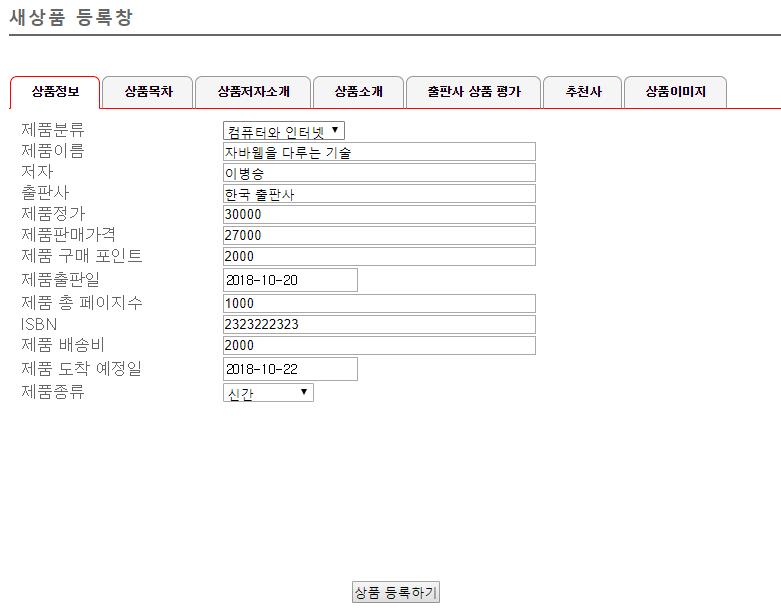 새상품 등록창
상품정보 상품목차 상품저자소개 상품소개 출판사 상품 평가 추천사 상품이미지
제품분류 컴퓨터와 인터넷
제품이름 자바웹을 다루는 기술
저자 이병승
출판사 한국 출판사
제품정가 30000
제품판매가격 27000
제품 구매 포인트 2000
제품출판일 2018-10-20
제품 총 페이지수 1000
ISBN 2323222323
제품 배송비 2000
제품 도착 예정일 2018-10-22
제품종류 신간
상품 등록하기